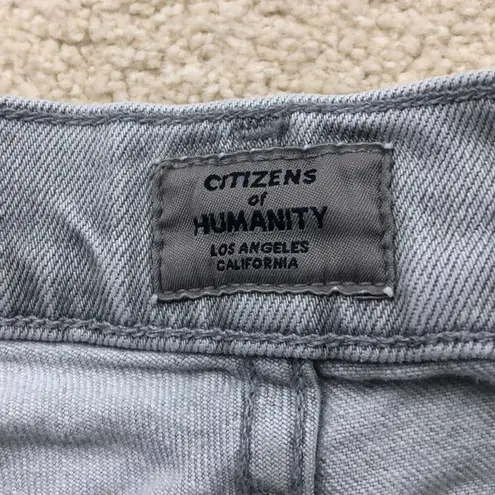 CITIZENS
of
HUMANITY
LOS ANGELES
CALIFORNIA